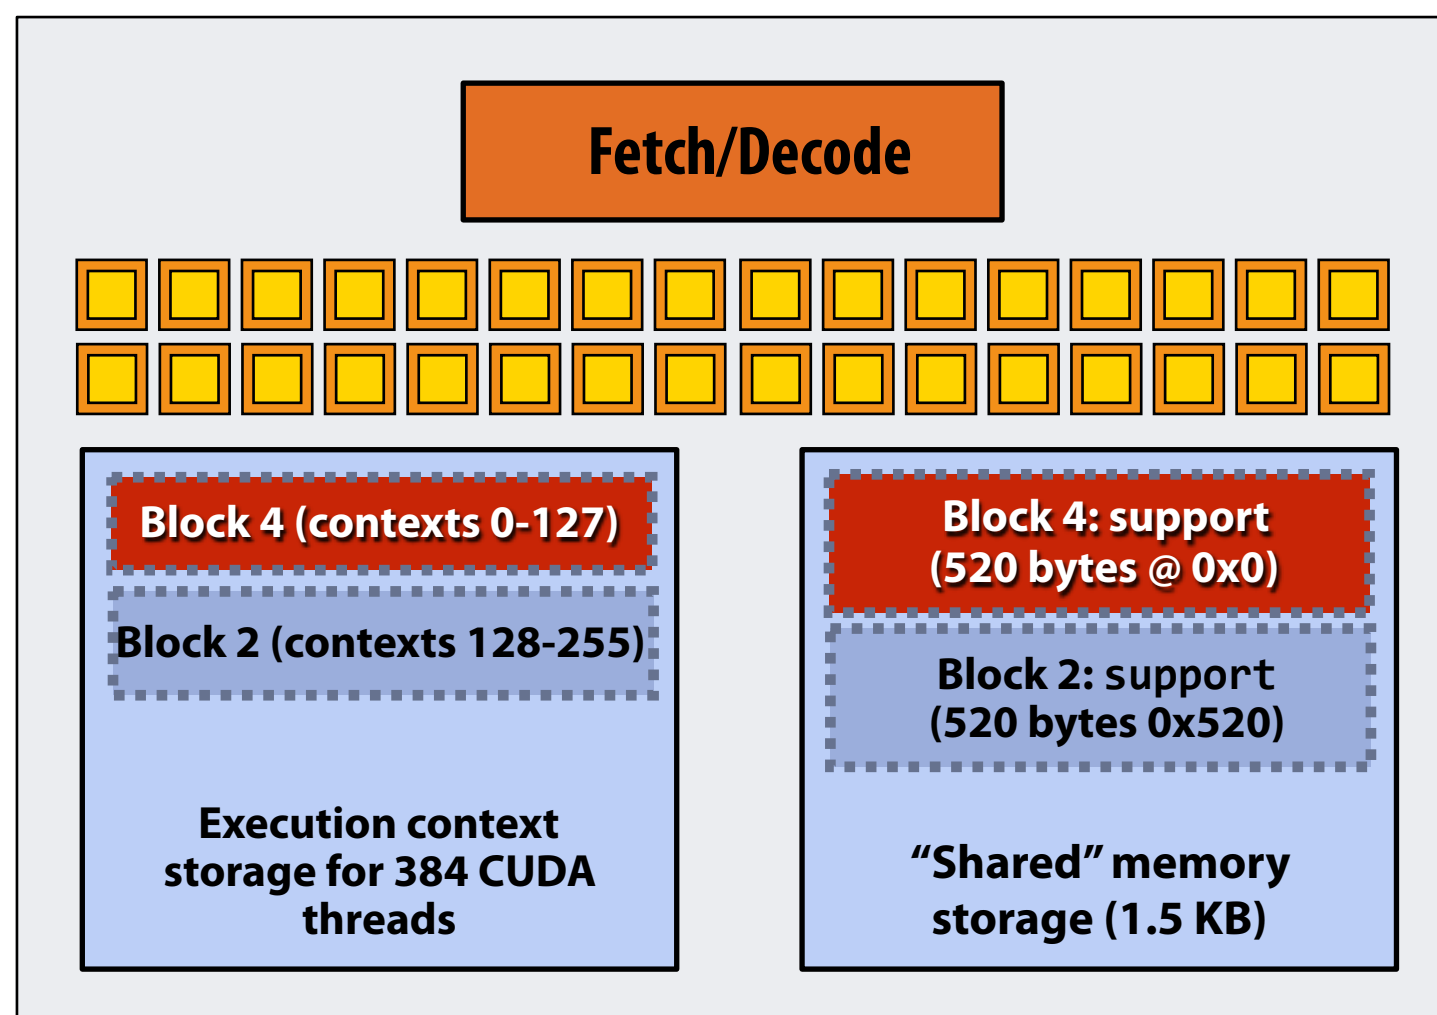 Fetch/Decode
Block 4 (contexts 0-127)
Block 2 (contexts 128-255)
Execution context
storage for 384 CUDA
threads
Block 4: support
(520 bytes @ 0x0)
Block 2: support
(520 bytes 0x520)
“Shared” memory
storage (1.5 KB)